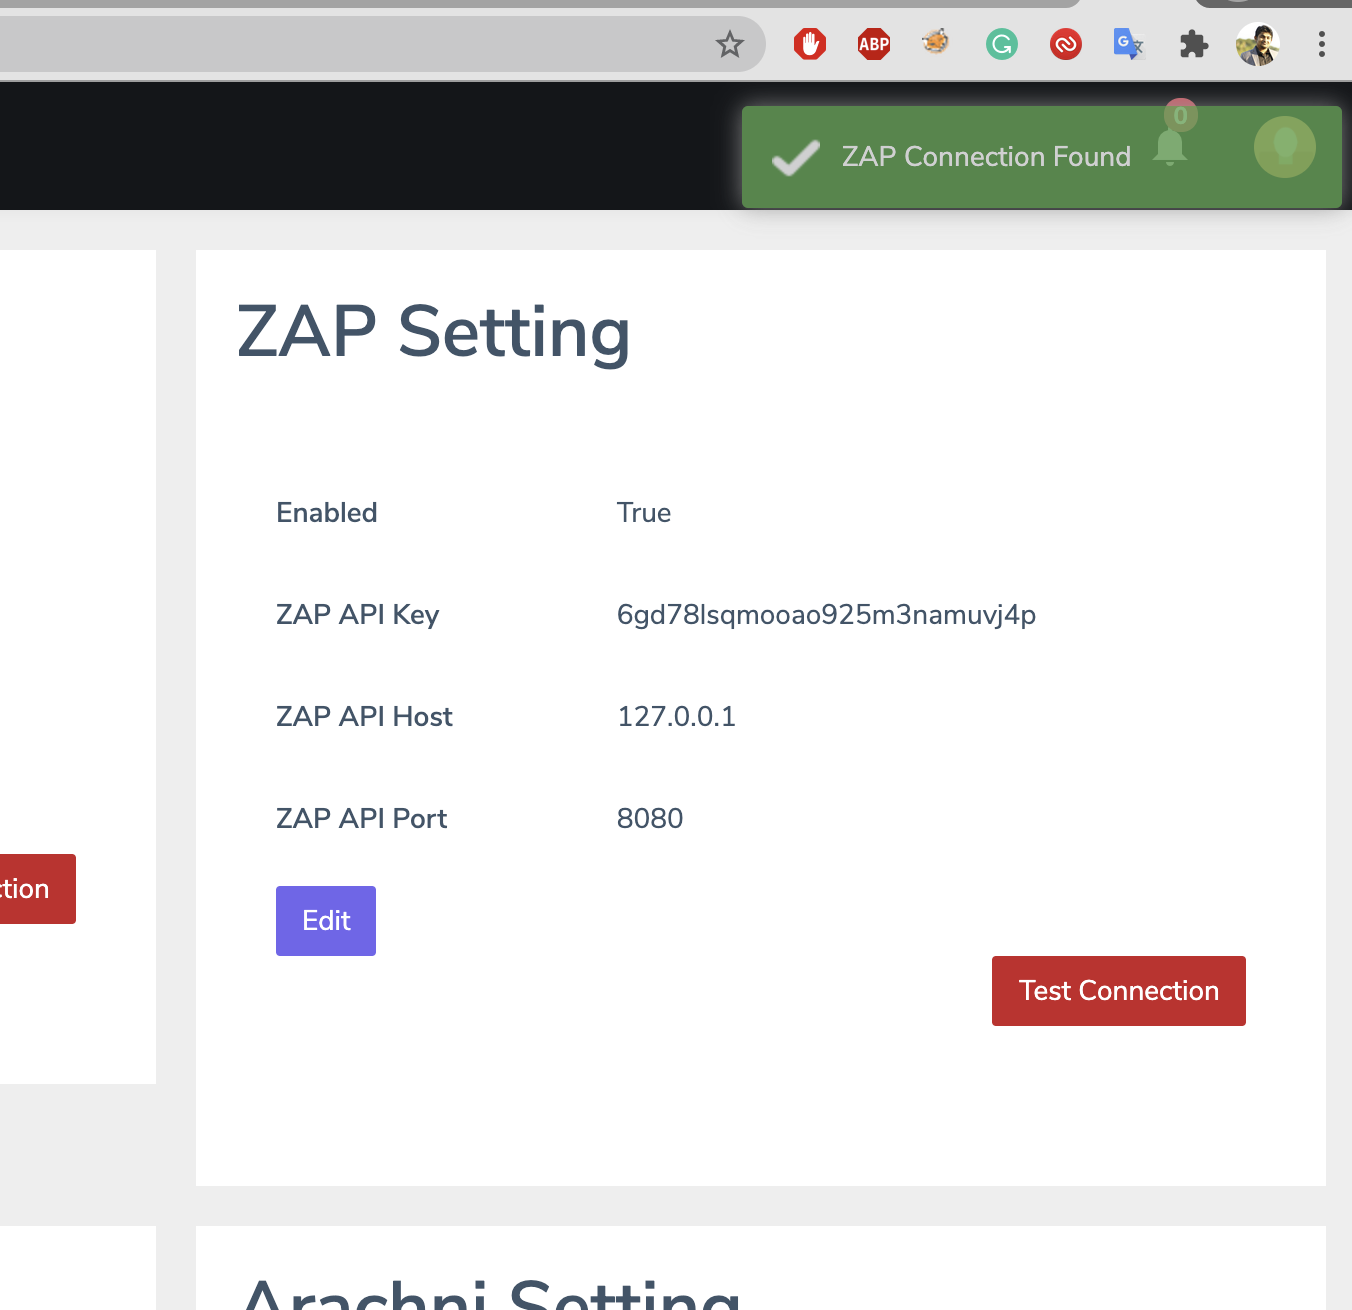 ABP
G
0
ZAP Connection Found
ZAP Setting
Enabled True
ZAP API Key 6gd78lsqmooao925m3namuvj4p
ZAP API Host 127.0.0.1
ZAP API Port 8080
ction
Edit
Test Connection
Arachni Setting